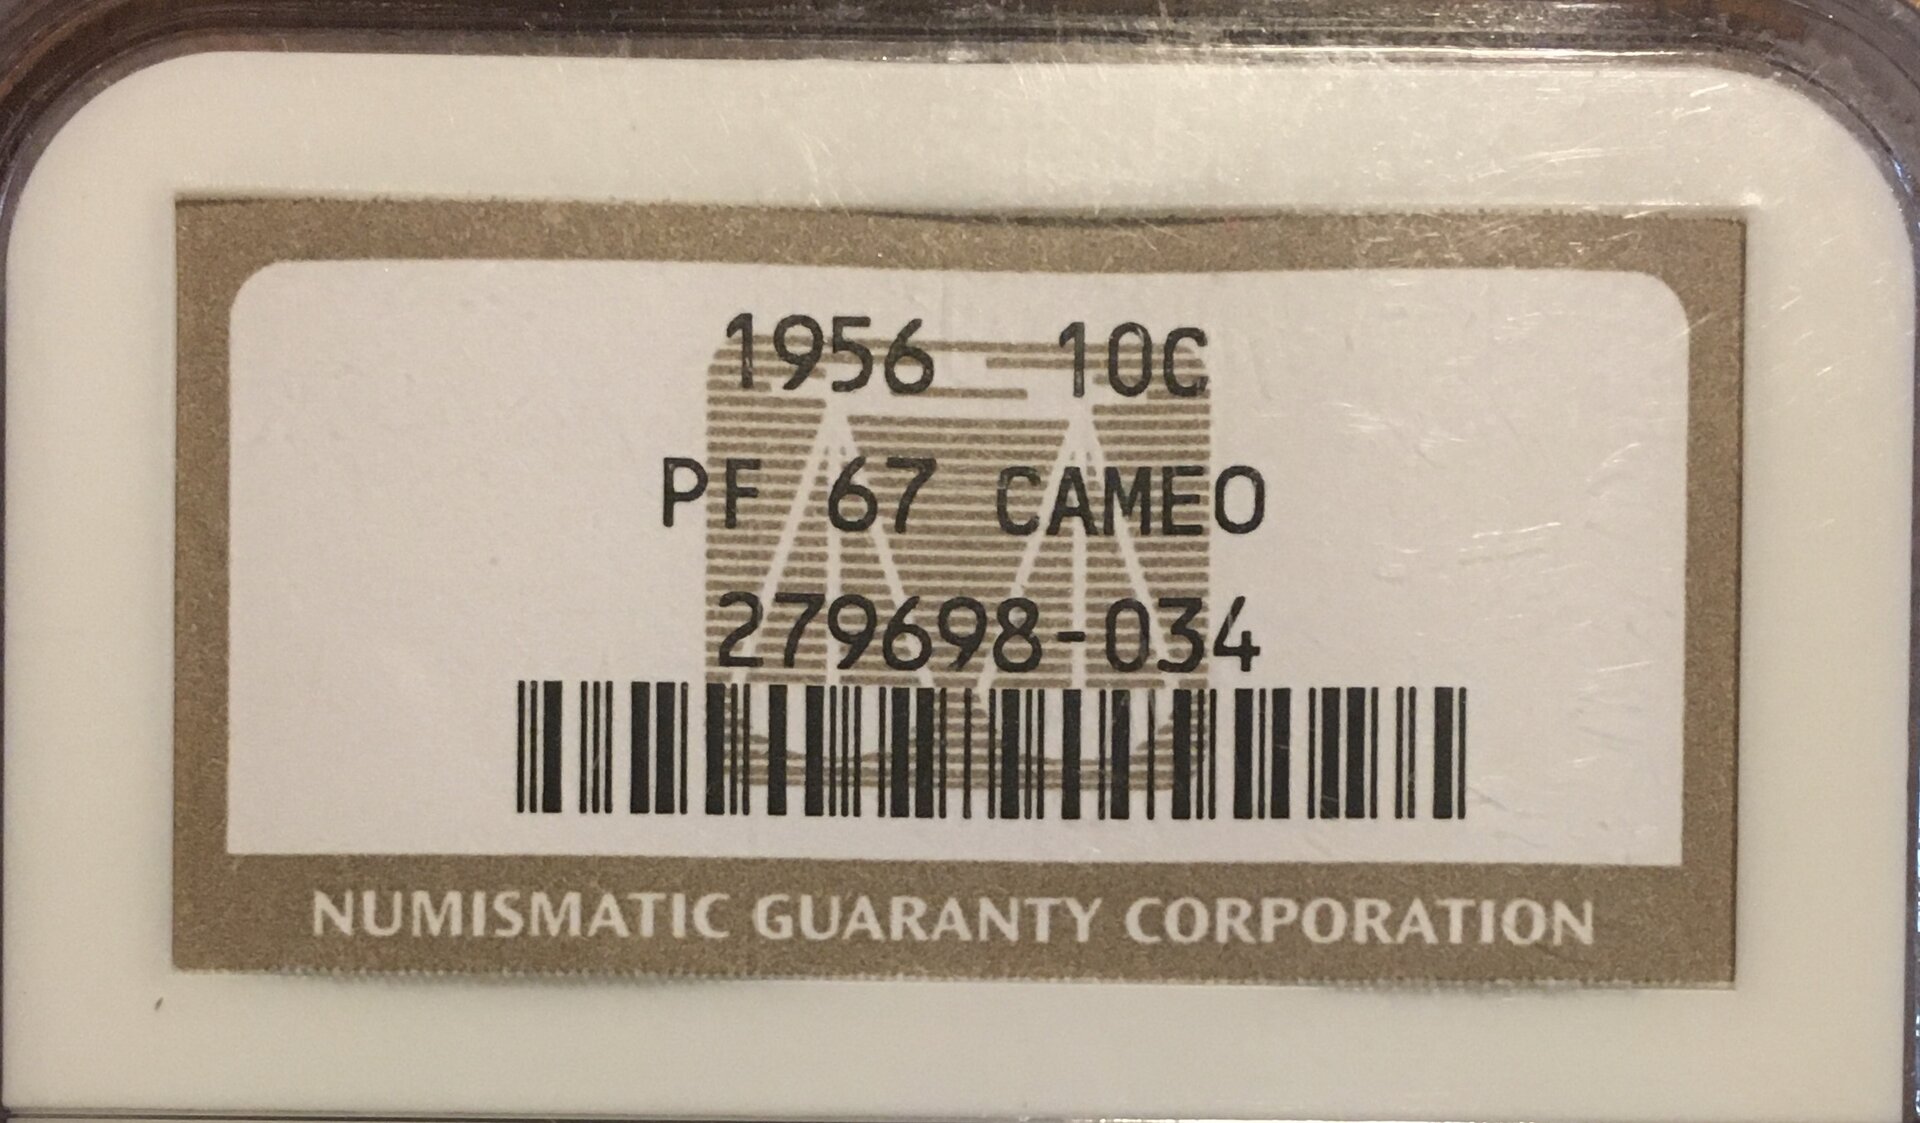 1956 10C
PF 67 CAMEO
279698-034
NUMISMATIC GUARANTY CORPORATION